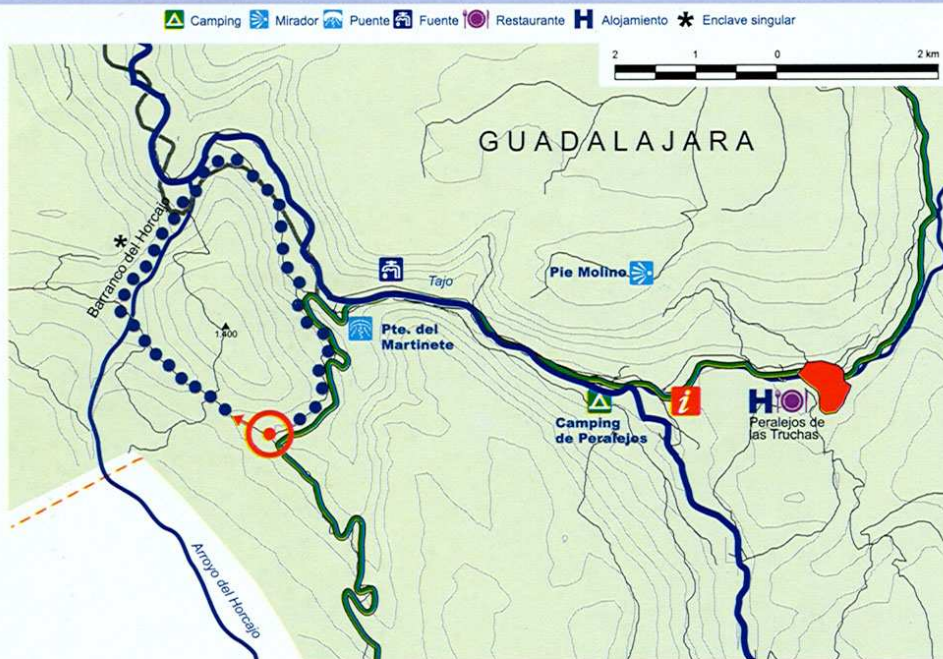 Camping Mirador Puente Fuente Restaurante H Alojamiento * Enclave singular
2 1 0 2 km
GUADALAJARA
Barranco del Horcajo
*
Tajo
Pie Molino
1.400
Pte. del
Martinete
i
H
Camping
de Peralejos
Peralejos de
las Truchas
Arroyo del Horcajo